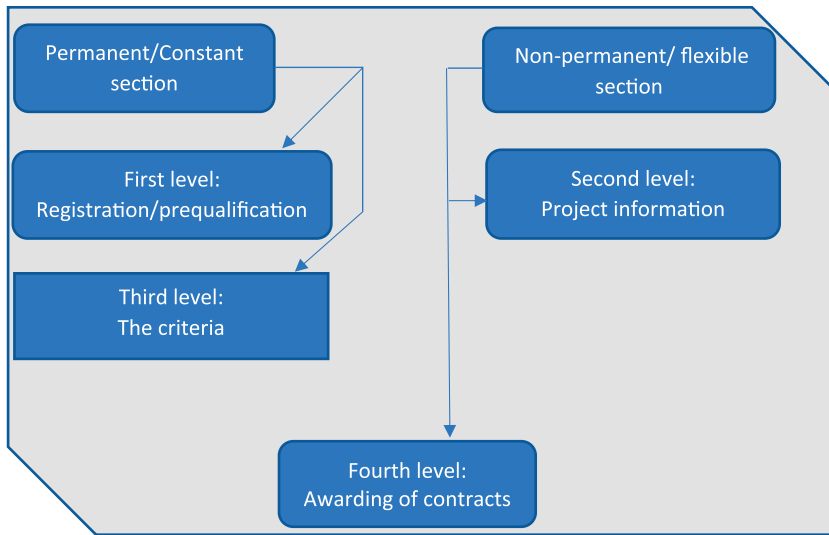 Permanent/Constant
section
Non-permanent/ flexible
section
First level:
Registration/prequalification
Second level:
Project information
Third level:
The criteria
Fourth level:
Awarding of contracts